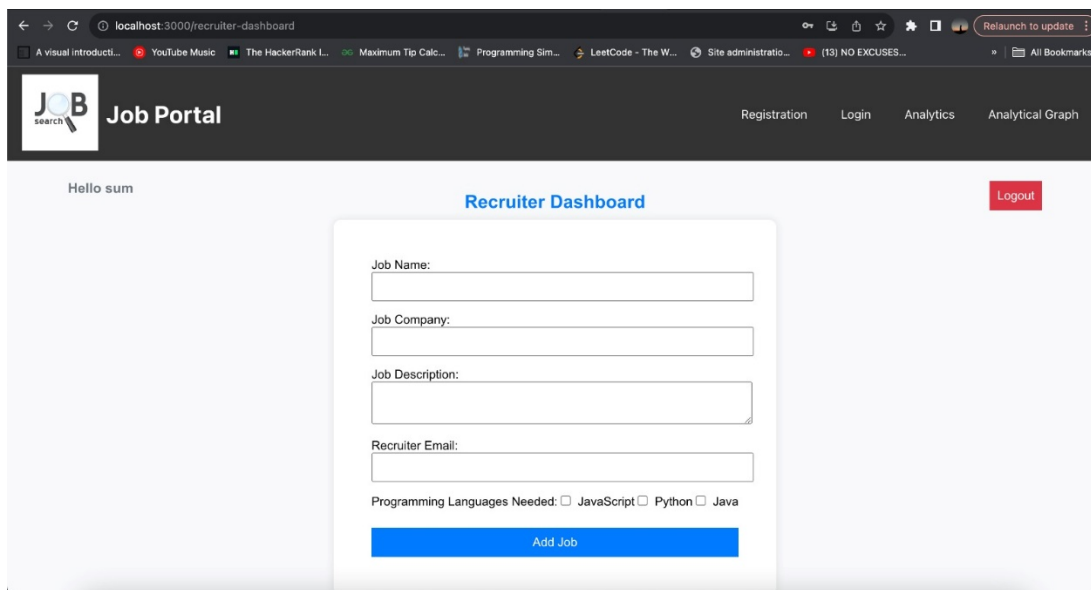 localhost:3000/recruiter-dashboard
Relaunch to update
A visual introducti... YouTube Music The HackerRank I... Maximum Tip Calc... Programming Sim... LeetCode - The W... Site administratio... (13) NO EXCUSES... » All Bookmarks
JOB
search
Job Portal
Registration Login Analytics Analytical Graph
Hello sum
Recruiter Dashboard
Logout
Job Name:
Job Company:
Job Description:
Recruiter Email:
Programming Languages Needed: JavaScript Python Java
Add Job